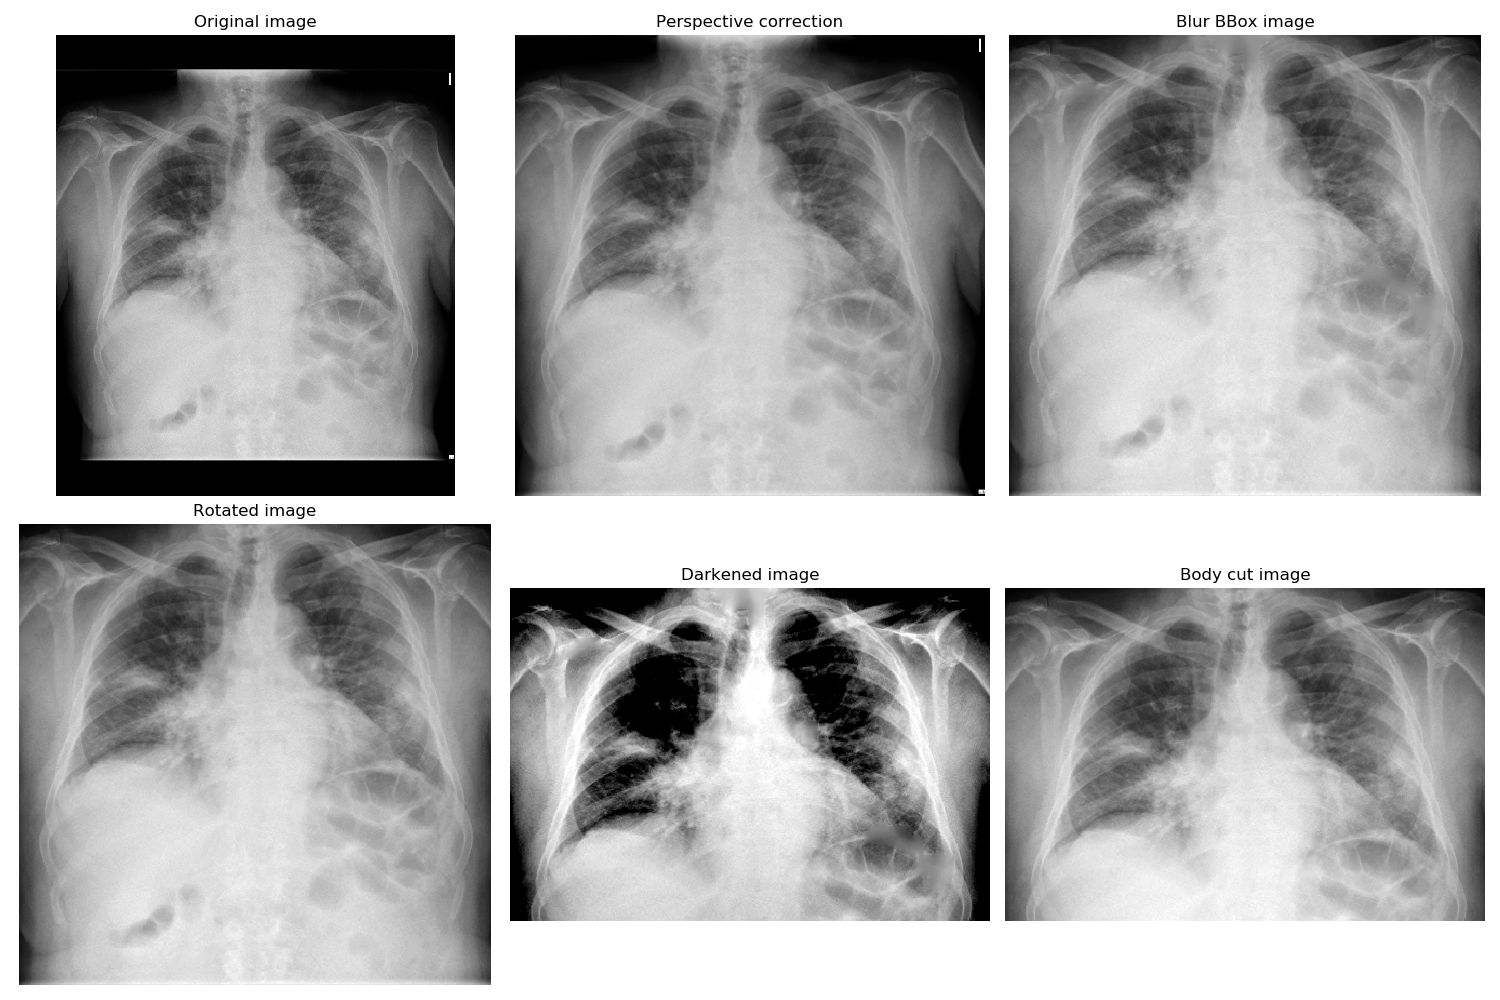 Original image
Perspective correction
Blur BBox image
Rotated image
Darkened image
Body cut image